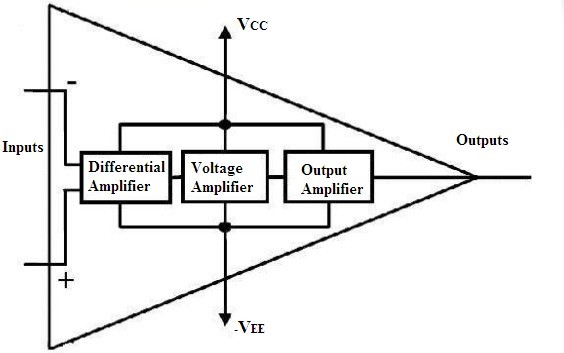 VCC
-
Inputs
Differential
Amplifier
Voltage
Amplifier
Output
Amplifier
Outputs
+
-VEE